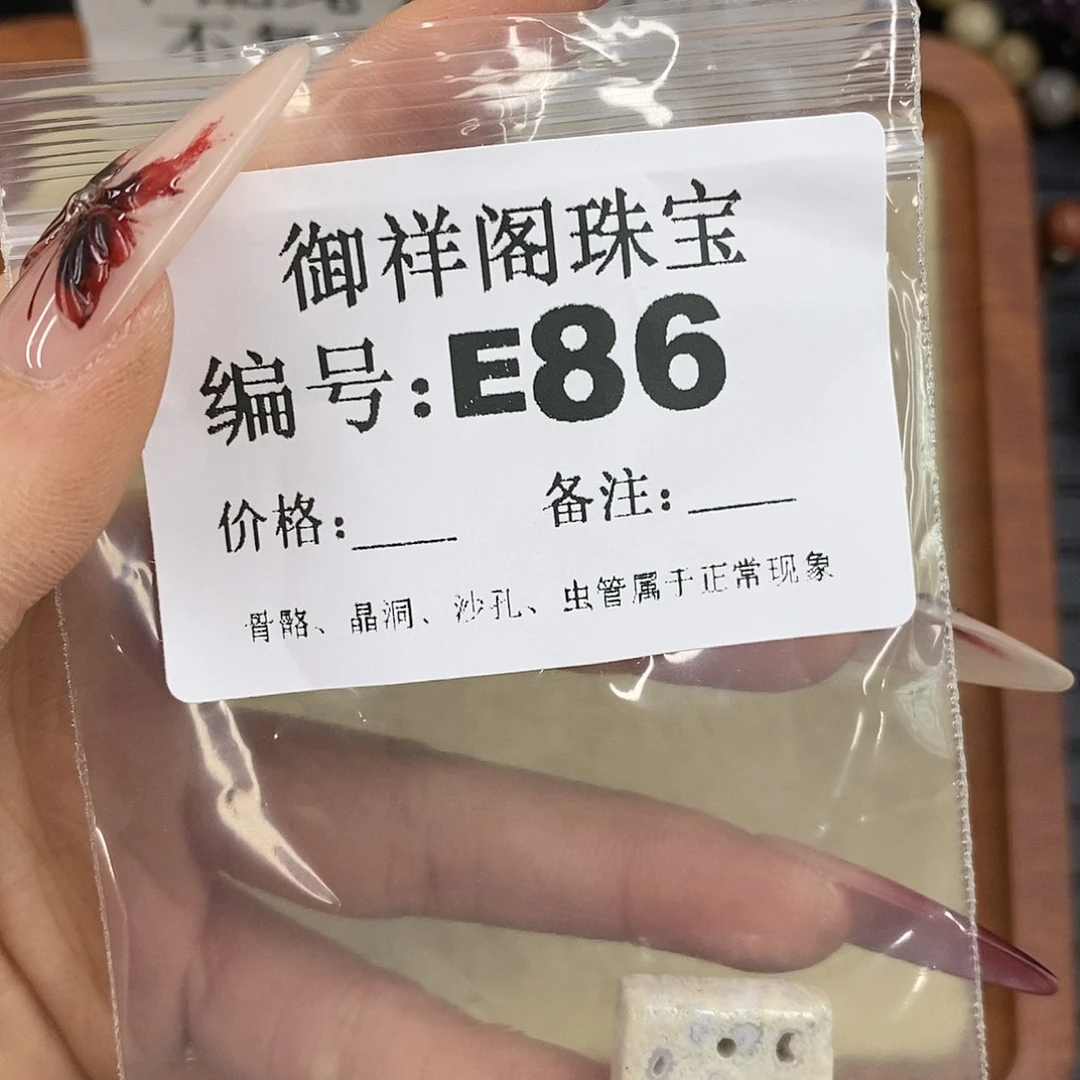 御祥阁珠宝
编号:E86
价格:____ 备注:____
骨骼、晶洞、沙孔、虫管属于正常现象